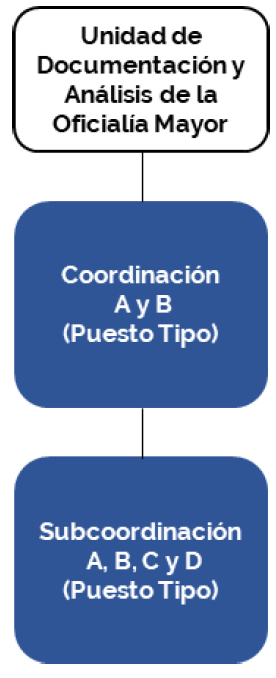 Unidad de
Documentación y
Análisis de la
Oficialía Mayor
Coordinación
A y B
(Puesto Tipo)
Subcoordinación
A, B, C y D
(Puesto Tipo)